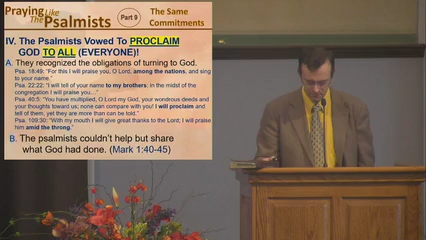 Praying Like The Psalmists
Part 9
The Same
Commitments
IV. The Psalmists Vowed To PROCLAIM
GOD TO ALL (EVERYONE)!
A. They recognized the obligations of turning to God.
Psa. 18:49: "For this I will praise you, O Lord, among the nations, and sing
to your name."
Psa. 22:22: "I will tell of your name to my brothers; in the midst of the
congregation I will praise you…"
Psa. 40:5: "You have multiplied, O Lord my God, your wondrous deeds and
your thoughts toward us; none can compare with you! I will proclaim and
tell of them, yet they are more than can be told."
Psa. 109:30: "With my mouth I will give great thanks to the Lord; I will praise
him amid the throng."
B. The psalmists couldn't help but share
what God had done. (Mark 1:40-45)